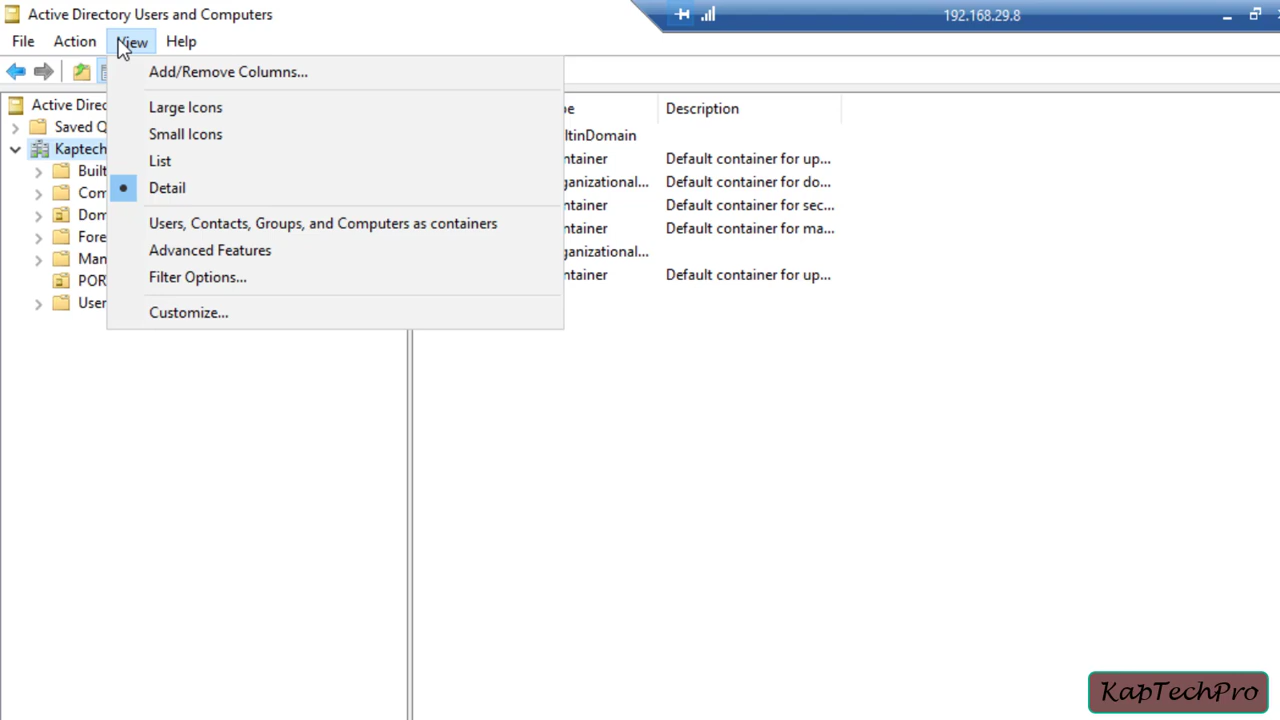 Active Directory Users and Computers
192.168.29.8
File Action View Help
Add/Remove Columns...
Large Icons
Small Icons
List
Detail
Users, Contacts, Groups, and Computers as containers
Advanced Features
Filter Options...
Customize...
Active Direc
Saved Q
Kaptech
Built
Com
Dom
Fore
Man
POR
User
pe Description
ltinDomain
ntainer Default container for up...
ganizational... Default container for do...
ntainer Default container for sec...
ntainer Default container for ma...
ganizational...
ntainer Default container for up...
KapTechPro